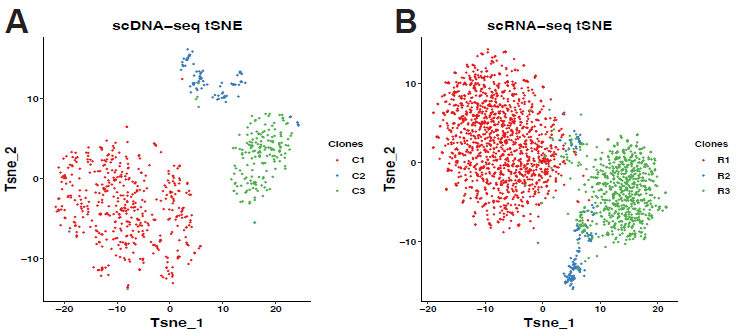 A
scDNA-seq tSNE
Tsne_2
10
0
−10
−20
−10
0
10
20
Tsne_1
Clones
C1
C2
C3
B
scRNA-seq tSNE
Tsne_2
10
0
−10
−20
−10
0
10
20
Tsne_1
Clones
R1
R2
R3